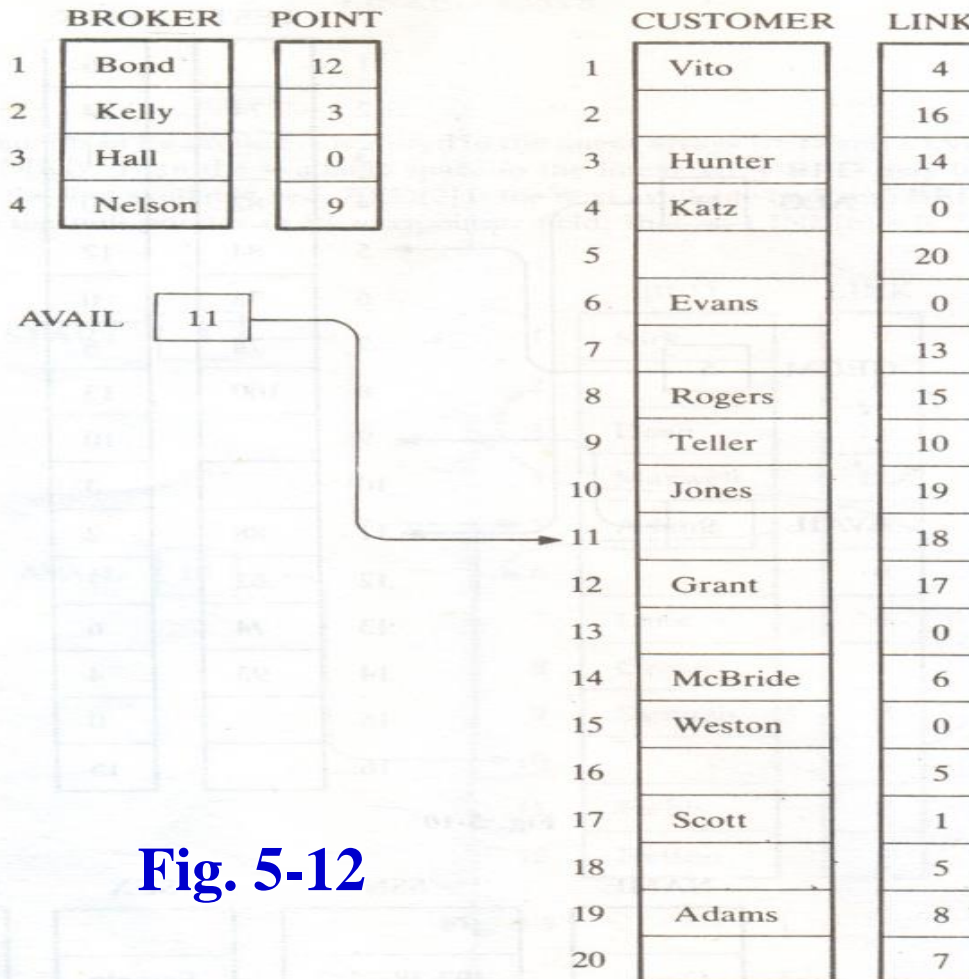 BROKER POINT
1 Bond 12
2 Kelly 3
3 Hall 0
4 Nelson 9
AVAIL 11
CUSTOMER LINK
1 Vito 4
2 16
3 Hunter 14
4 Katz 0
5 20
6 Evans 0
7 13
8 Rogers 15
9 Teller 10
10 Jones 19
11 18
12 Grant 17
13 0
14 McBride 6
15 Weston 0
16 5
17 Scott 1
18 5
19 Adams 8
20 7
Fig. 5-12